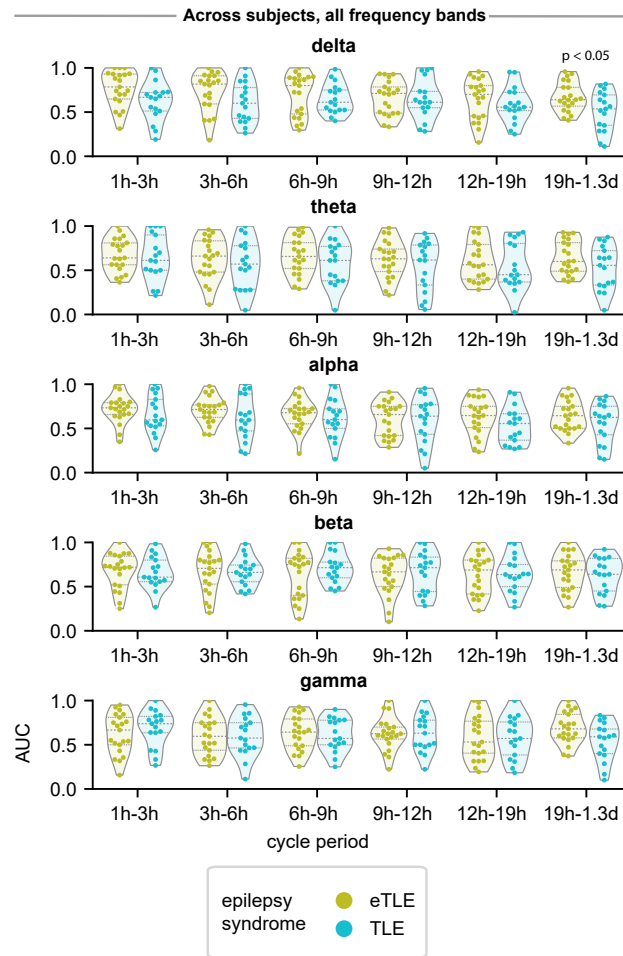 Across subjects, all frequency bands
delta
p < 0.05
1.0
0.5
0.0
1h-3h 3h-6h 6h-9h 9h-12h 12h-19h 19h-1.3d
theta
1.0
0.5
0.0
1h-3h 3h-6h 6h-9h 9h-12h 12h-19h 19h-1.3d
alpha
1.0
0.5
0.0
1h-3h 3h-6h 6h-9h 9h-12h 12h-19h 19h-1.3d
beta
1.0
0.5
0.0
1h-3h 3h-6h 6h-9h 9h-12h 12h-19h 19h-1.3d
gamma
AUC
1.0
0.5
0.0
1h-3h 3h-6h 6h-9h 9h-12h 12h-19h 19h-1.3d
cycle period
epilepsy
syndrome
eTLE
TLE